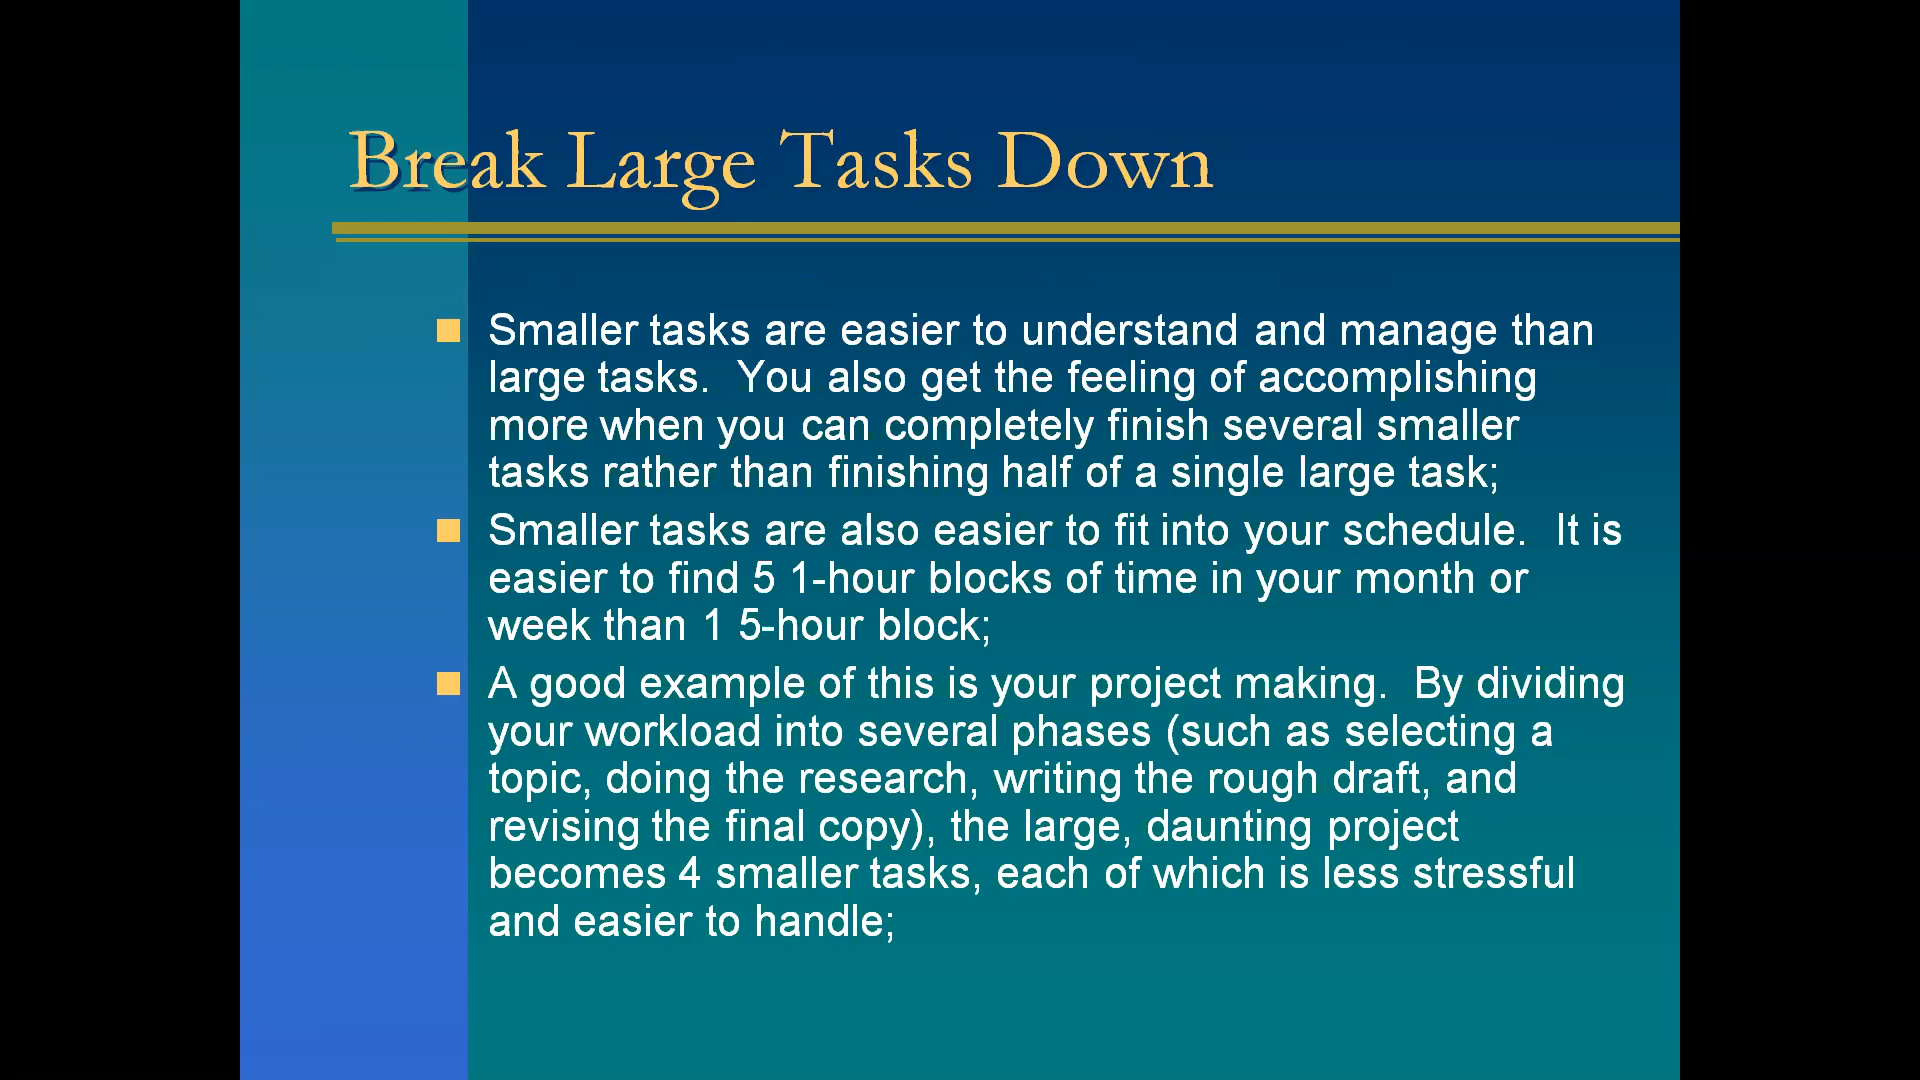 Break Large Tasks Down
Smaller tasks are easier to understand and manage than
large tasks.  You also get the feeling of accomplishing
more when you can completely finish several smaller
tasks rather than finishing half of a single large task;
Smaller tasks are also easier to fit into your schedule.  It is
easier to find 5 1-hour blocks of time in your month or
week than 1 5-hour block;
A good example of this is your project making.  By dividing
your workload into several phases (such as selecting a
topic, doing the research, writing the rough draft, and
revising the final copy), the large, daunting project
becomes 4 smaller tasks, each of which is less stressful
and easier to handle;